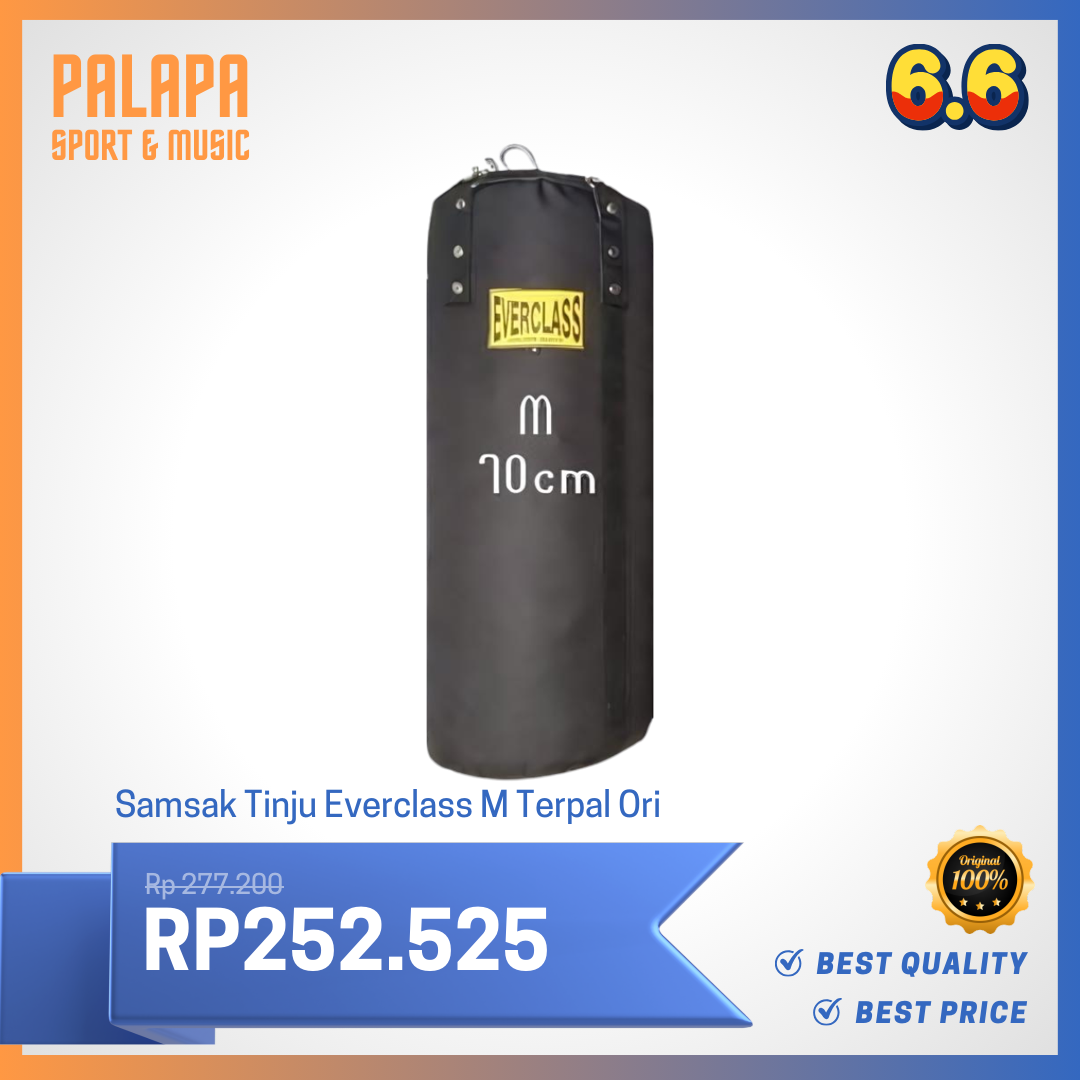 PALAPA
SPORT & MUSIC
6.6
EVERCLASS
M
70cm
Samsak Tinju Everclass M Terpal Ori
Rp 277.200
RP252.525
Original
100%
BEST QUALITY
BEST PRICE